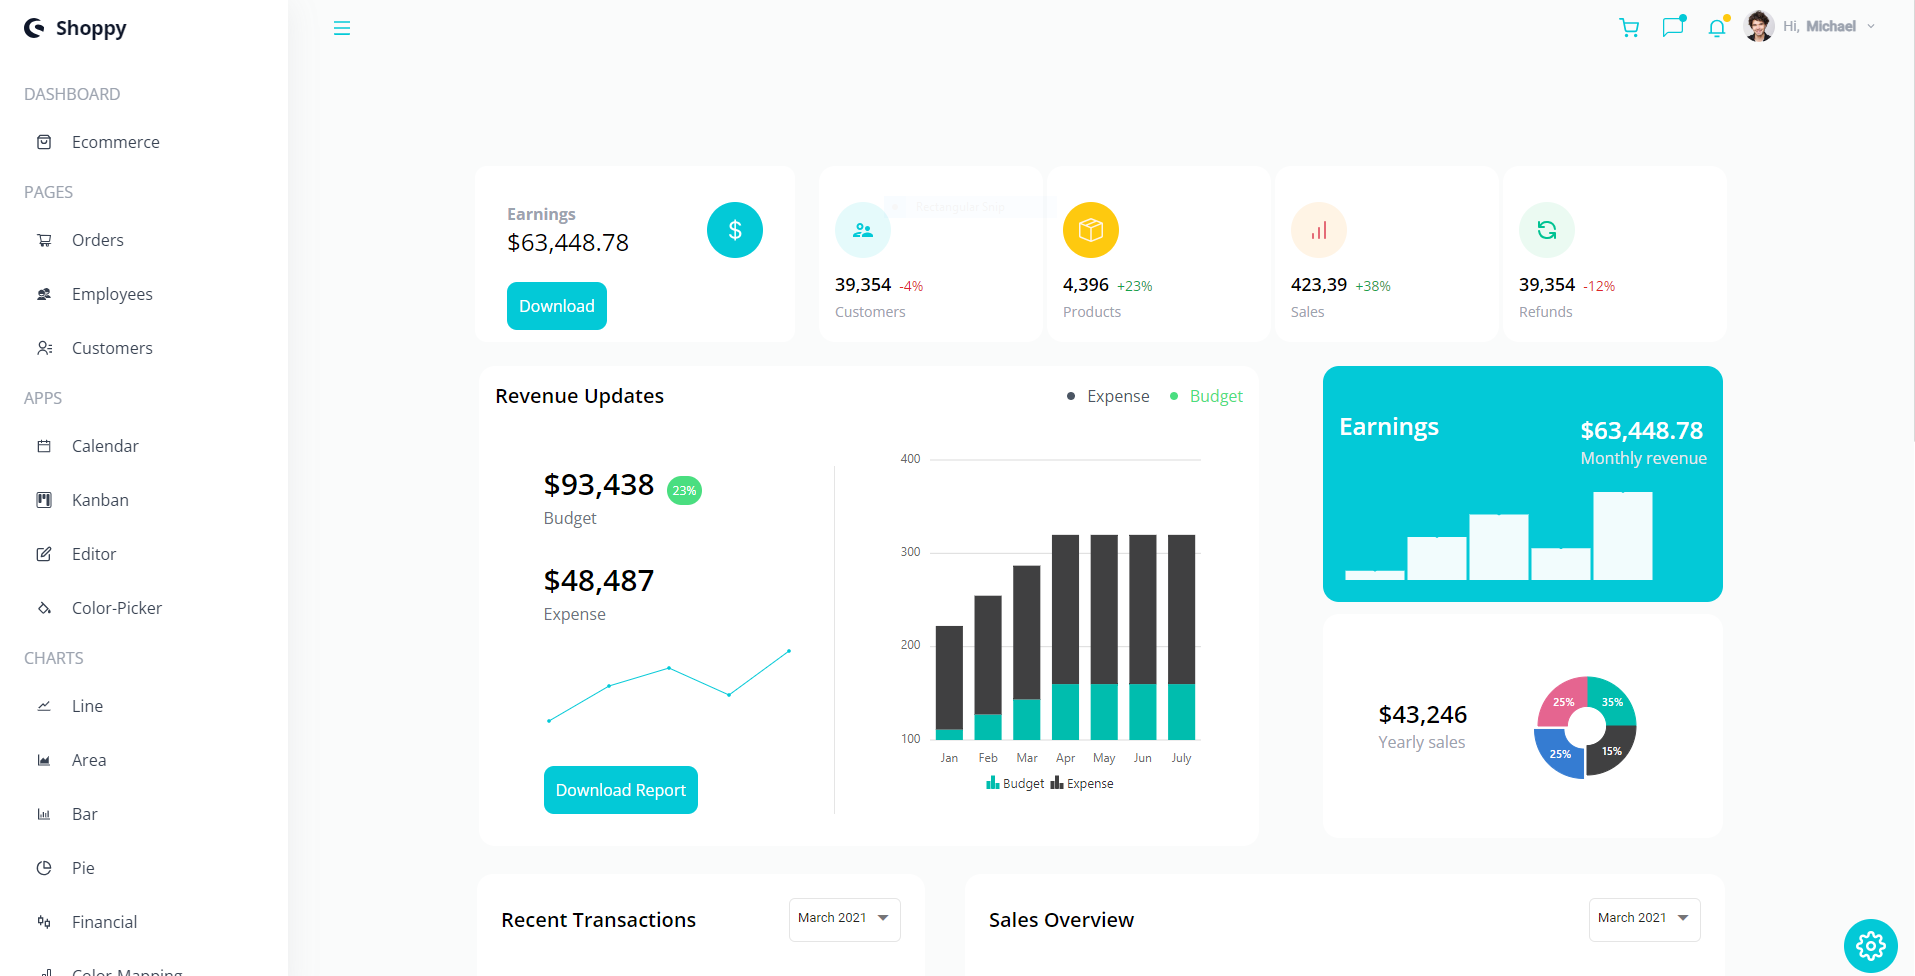 Shoppy
Hi, Michael
DASHBOARD
Ecommerce
PAGES
Orders
Employees
Customers
APPS
Calendar
Kanban
Editor
Color-Picker
CHARTS
Line
Area
Bar
Pie
Financial
Color-Mapping
Earnings
$63,448.78
$
Download
39,354 -4%
Customers
4,396 +23%
Products
423,39 +38%
Sales
39,354 -12%
Refunds
Rectangular Snip
Revenue Updates
Expense
Budget
$93,438 23%
Budget
$48,487
Expense
Download Report
400
300
200
100
Jan Feb Mar Apr May Jun July
Budget Expense
Earnings
$63,448.78
Monthly revenue
$43,246
Yearly sales
25% 35%
25% 15%
Recent Transactions
March 2021
Sales Overview
March 2021